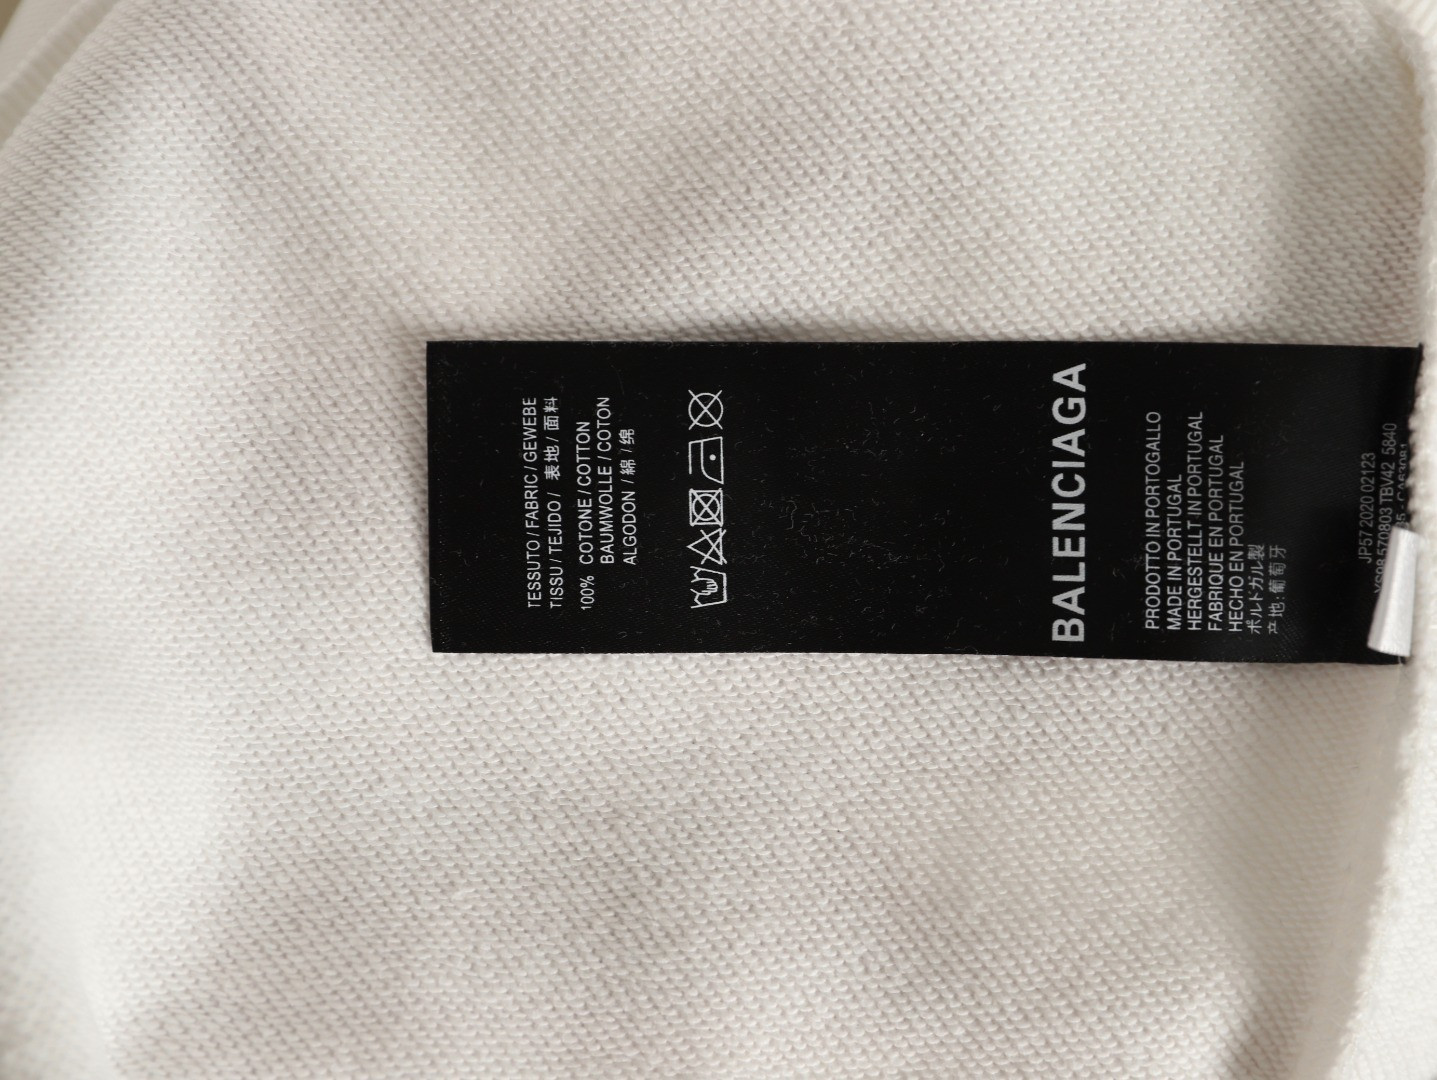 TESSUTO / FABRIC / GEWEBE
TISSU / TEJIDO / 表地 / 面料
100% COTONE / COTTON
BAUMWOLLE / COTON
ALGODON / 綿 / 绵
BALENCIAGA
PRODOTTO IN PORTOGALLO
MADE IN PORTUGAL
HERGESTELLT IN PORTUGAL
FABRIQUE EN PORTUGAL
HECHO EN PORTUGAL
ポルトガル製
产地: 葡萄牙
JP57 2020 02123
570803 TBV42 5840